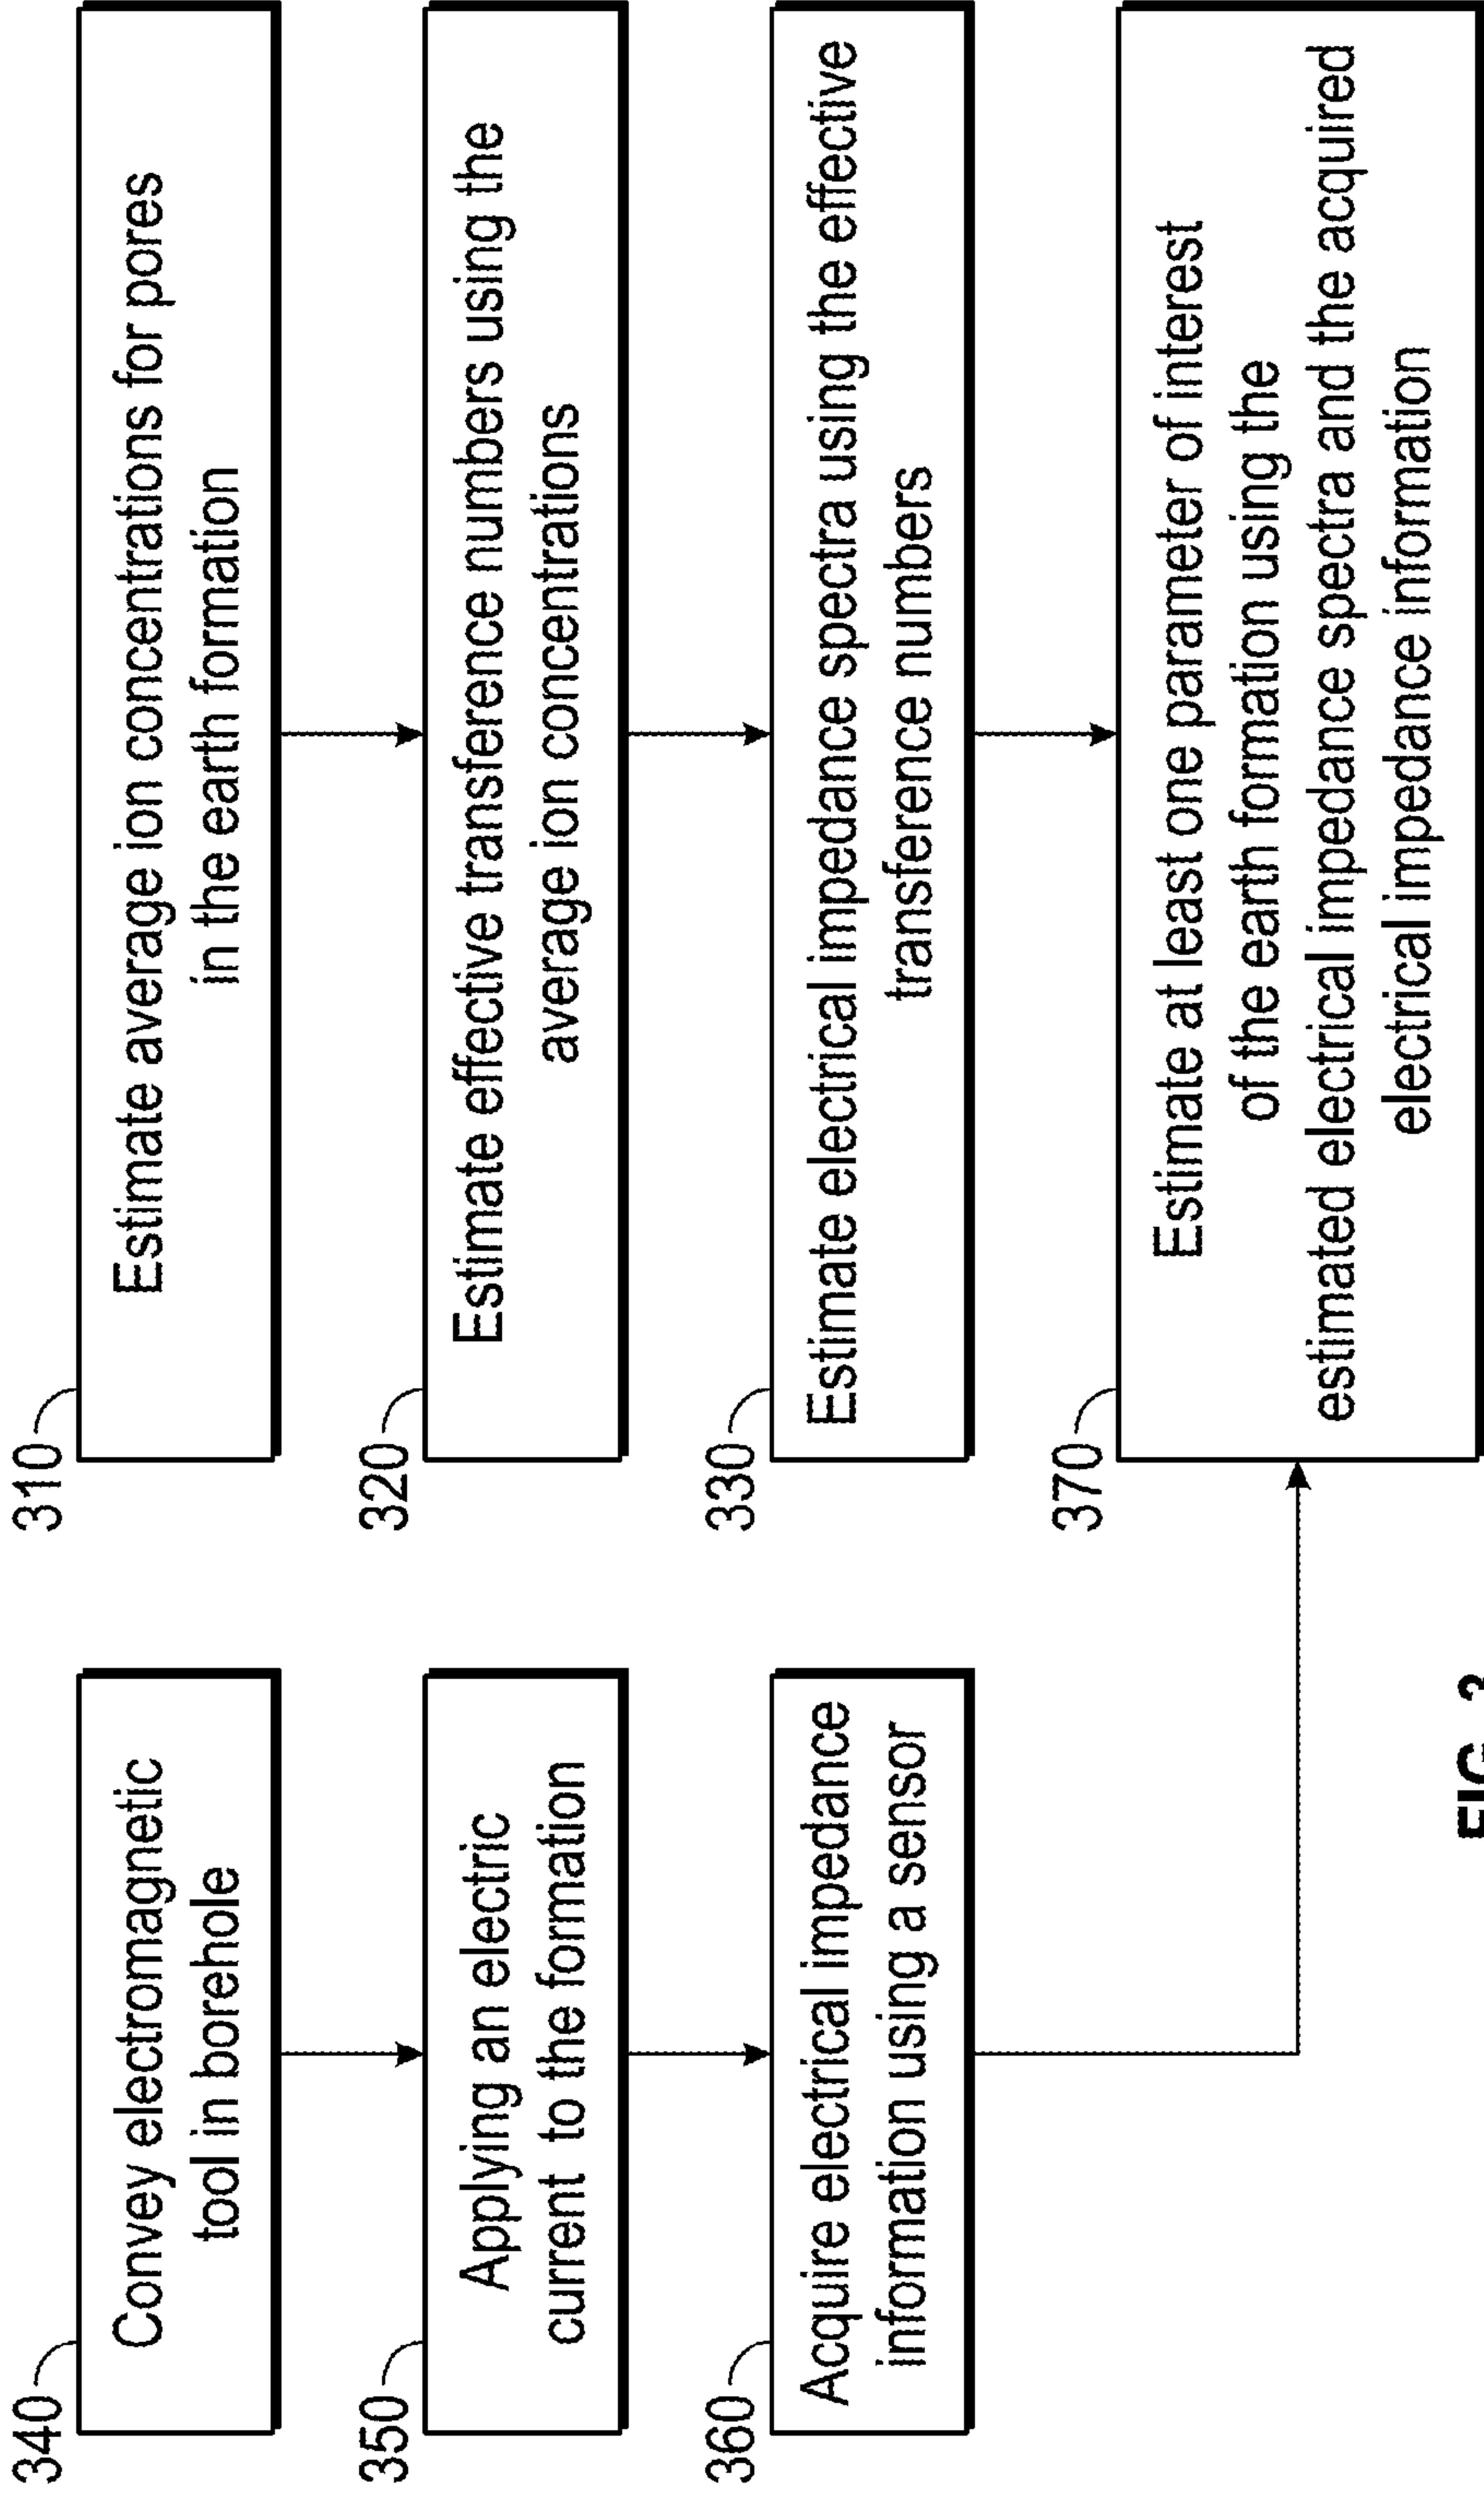 340
Convey electromagnetic
tool in borehole
350
Applying an electric
current to the formation
360
Acquire electrical impedance
information using a sensor
310
Estimate average ion concentrations for pores
in the earth formation
320
Estimate effective transference numbers using the
average ion concentrations
330
Estimate electrical impedance spectra using the effective
transference numbers
370
Estimate at least one parameter of interest
of the earth formation using the
estimated electrical impedance spectra and the acquired
electrical impedance information
FIG.